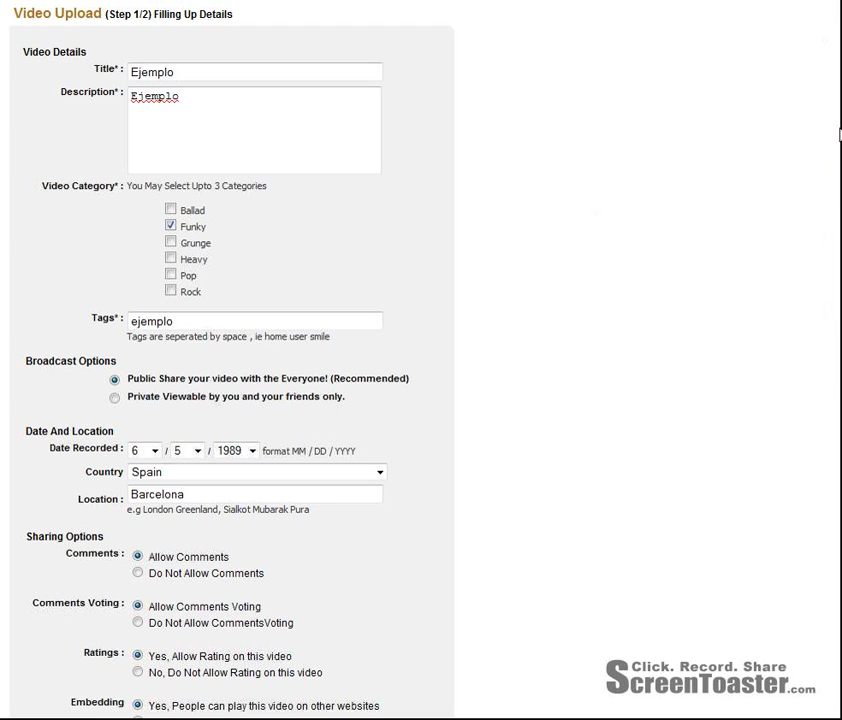 Video Upload (Step 1/2) Filling Up Details
Video Details
Title* : Ejemplo
Description* : Ejemplo
Video Category* : You May Select Upto 3 Categories
Ballad
Funky
Grunge
Heavy
Pop
Rock
Tags* : ejemplo
Tags are seperated by space , ie home user smile
Broadcast Options
Public Share your video with the Everyone! (Recommended)
Private Viewable by you and your friends only.
Date And Location
Date Recorded : 6 / 5 / 1989 format MM / DD / YYYY
Country Spain
Location : Barcelona
e.g London Greenland, Sialkot Mubarak Pura
Sharing Options
Comments : Allow Comments
Do Not Allow Comments
Comments Voting : Allow Comments Voting
Do Not Allow CommentsVoting
Ratings : Yes, Allow Rating on this video
No, Do Not Allow Rating on this video
Embedding Yes, People can play this video on other websites
Click. Record. Share
ScreenToaster.com